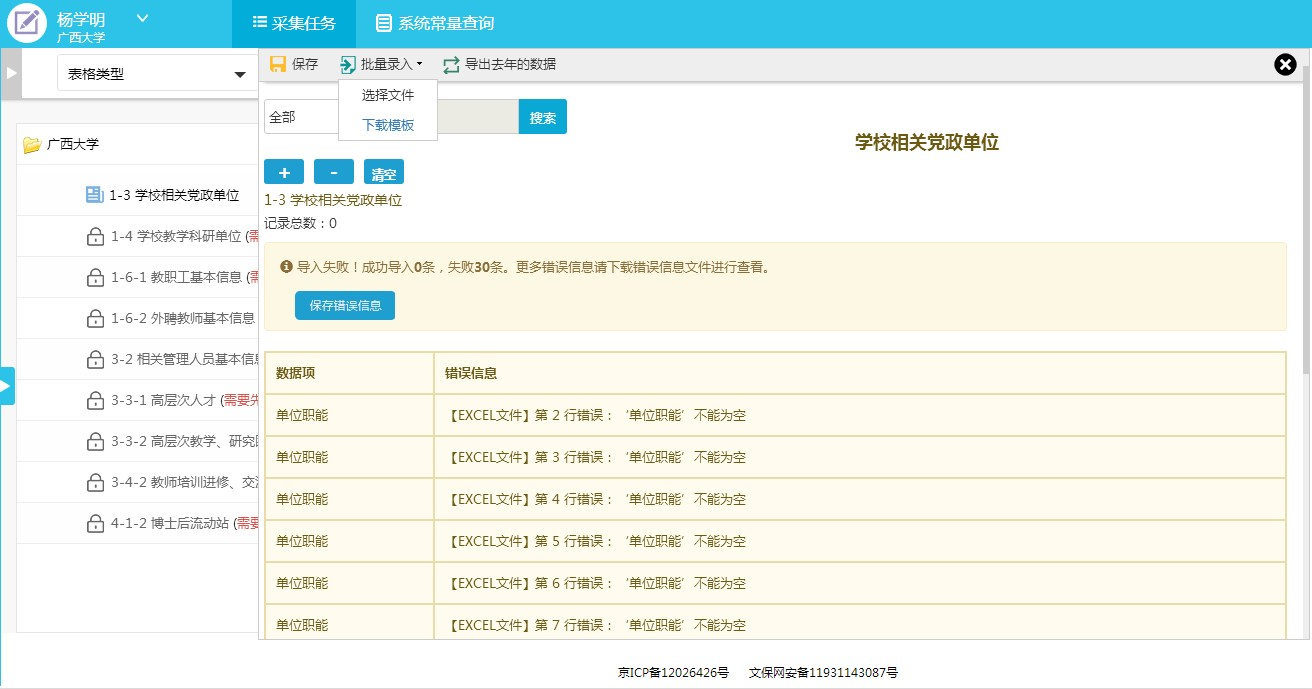 杨学明
广西大学
采集任务
系统常量查询
表格类型
保存
批量录入
导出去年的数据
选择文件
下载模板
全部
搜索
学校相关党政单位
+ - 清空
1-3 学校相关党政单位
记录总数：0
广西大学
1-3 学校相关党政单位
1-4 学校教学科研单位 (需
1-6-1 教职工基本信息 (需
1-6-2 外聘教师基本信息
3-2 相关管理人员基本信息
3-3-1 高层次人才 (需要先
3-3-2 高层次教学、研究团
3-4-2 教师培训进修、交流
4-1-2 博士后流动站 (需要
导入失败！成功导入0条，失败30条。更多错误信息请下载错误信息文件进行查看。
保存错误信息
数据项 错误信息
单位职能 【EXCEL文件】第 2 行错误：‘单位职能’不能为空
单位职能 【EXCEL文件】第 3 行错误：‘单位职能’不能为空
单位职能 【EXCEL文件】第 4 行错误：‘单位职能’不能为空
单位职能 【EXCEL文件】第 5 行错误：‘单位职能’不能为空
单位职能 【EXCEL文件】第 6 行错误：‘单位职能’不能为空
单位职能 【EXCEL文件】第 7 行错误：‘单位职能’不能为空
京ICP备12026426号 文保网安备11931143087号